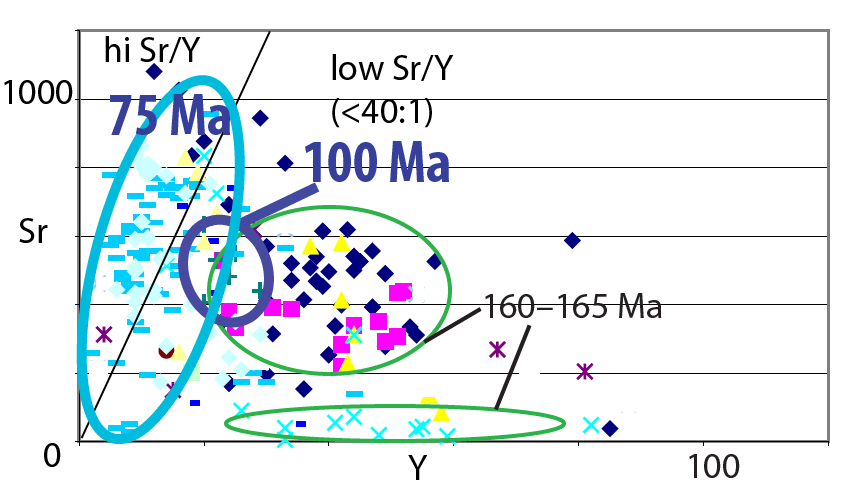 hi Sr/Y
low Sr/Y
(<40:1)
1000
75 Ma
100 Ma
Sr
160–165 Ma
0
Y
100